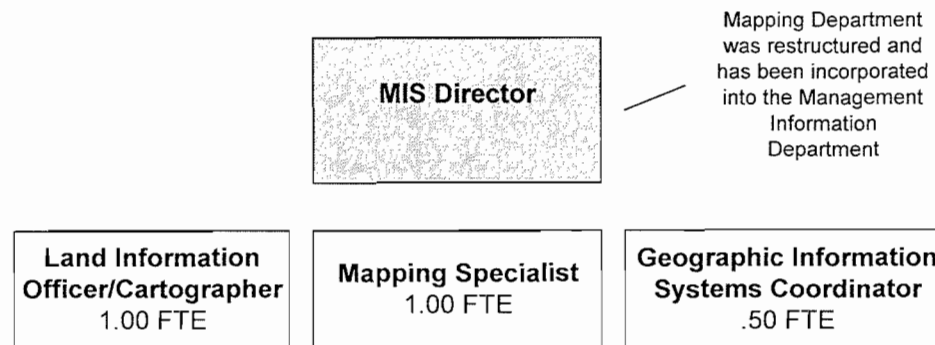 Mapping Department
was restructured and
has been incorporated
into the Management
Information
Department
MIS Director
Land Information
Officer/Cartographer
1.00 FTE
Mapping Specialist
1.00 FTE
Geographic Information
Systems Coordinator
.50 FTE